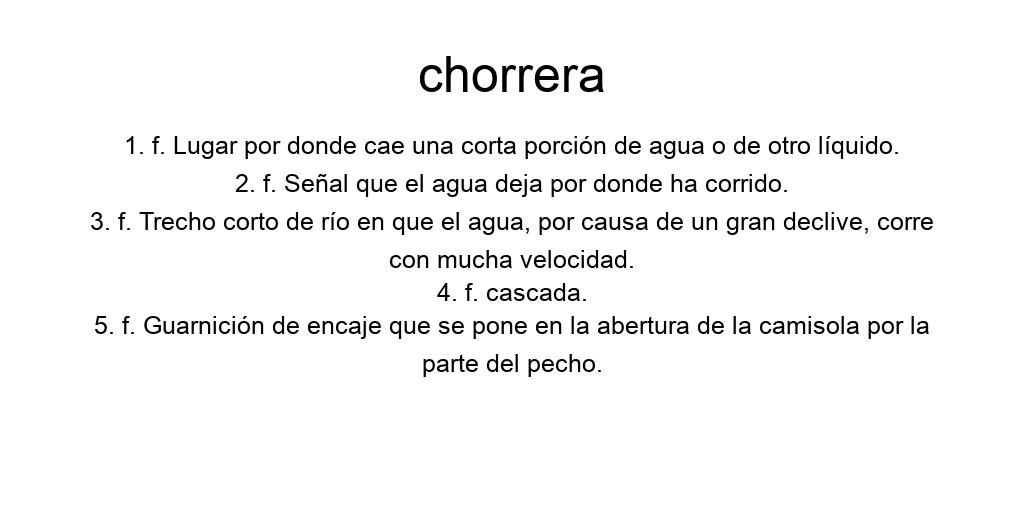 chorrera
1. f. Lugar por donde cae una corta porción de agua o de otro líquido.
2. f. Señal que el agua deja por donde ha corrido.
3. f. Trecho corto de río en que el agua, por causa de un gran declive, corre
con mucha velocidad.
4. f. cascada.
5. f. Guarnición de encaje que se pone en la abertura de la camisola por la
parte del pecho.